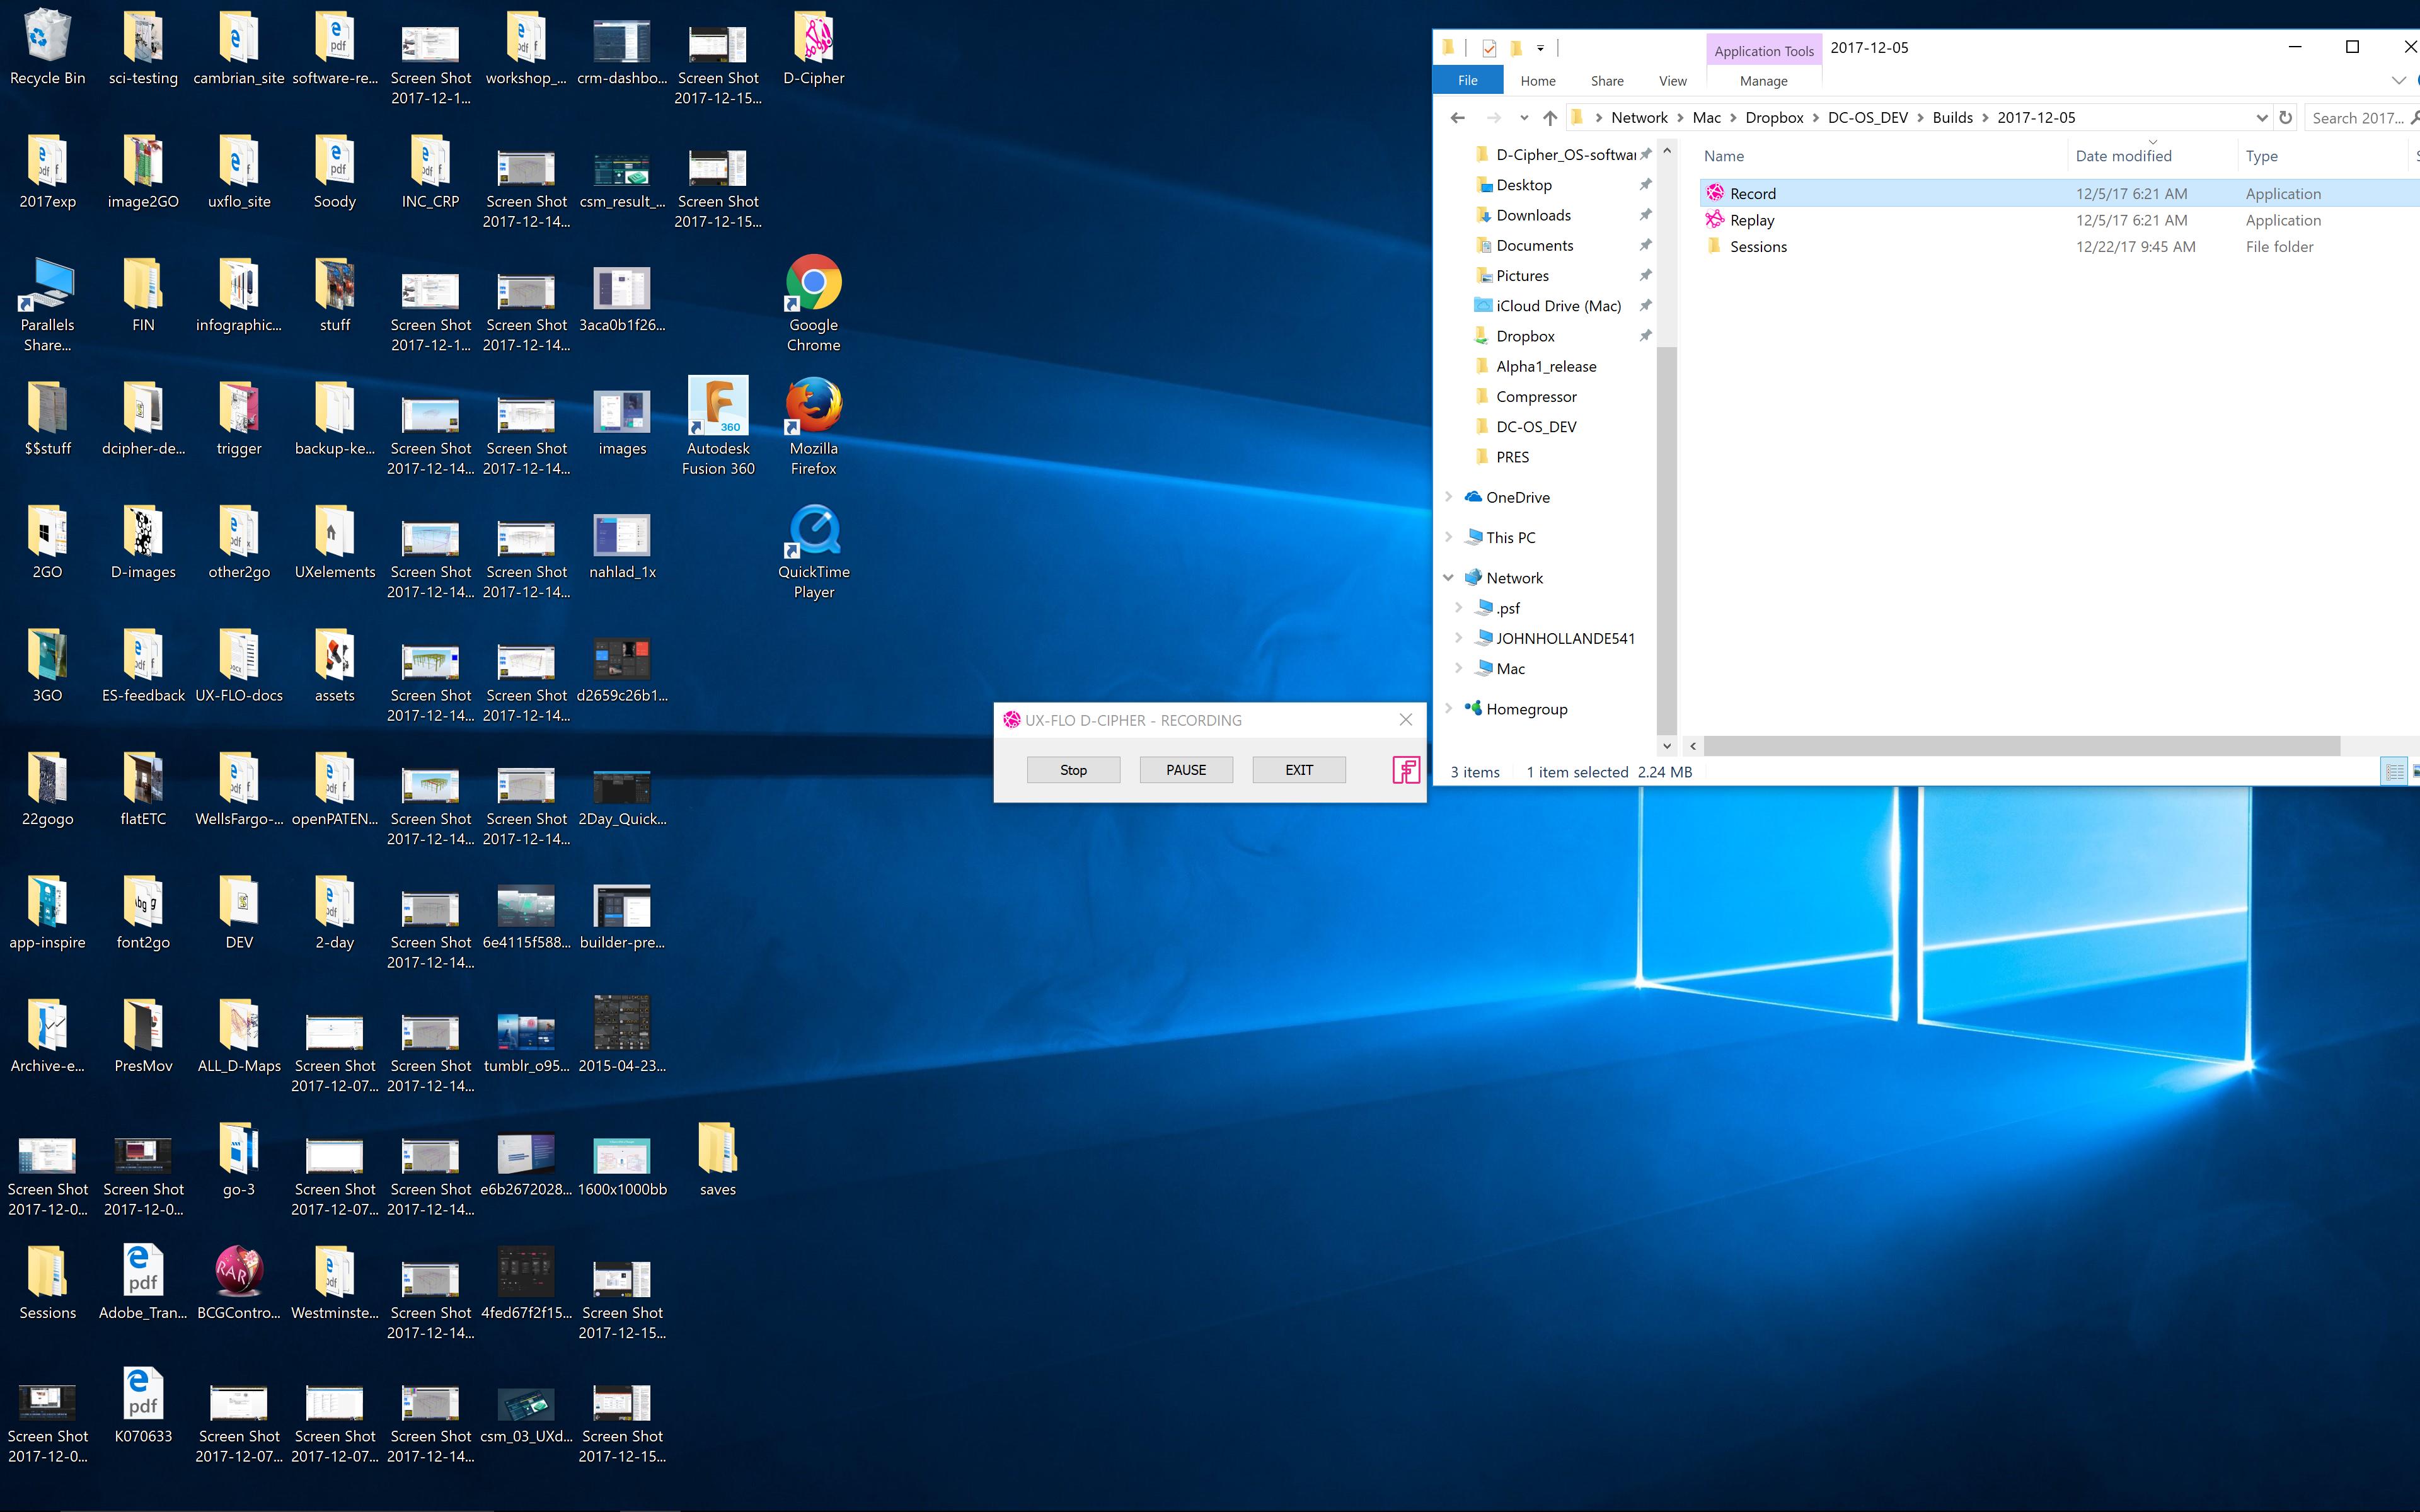 Recycle Bin
sci-testing
cambrian_site
software-re...
Screen Shot
2017-12-1...
workshop_...
crm-dashbo...
Screen Shot
2017-12-15...
D-Cipher
2017exp
image2GO
uxflo_site
Soody
INC_CRP
Screen Shot
2017-12-14...
csm_result_...
Screen Shot
2017-12-15...
Parallels
Share...
FIN
infographic...
stuff
Screen Shot
2017-12-1...
Screen Shot
2017-12-14...
3aca0b1f26...
Google
Chrome
$$stuff
dcipher-de...
trigger
backup-ke...
Screen Shot
2017-12-14...
Screen Shot
2017-12-14...
images
360
Autodesk
Fusion 360
Mozilla
Firefox
2GO
D-images
other2go
UXelements
Screen Shot
2017-12-14...
Screen Shot
2017-12-14...
nahlad_1x
QuickTime
Player
3GO
ES-feedback
UX-FLO-docs
assets
Screen Shot
2017-12-14...
Screen Shot
2017-12-14...
d2659c26b1...
22gogo
flatETC
WellsFargo-...
openPATEN...
Screen Shot
2017-12-14...
Screen Shot
2017-12-14...
2Day_Quick...
app-inspire
font2go
DEV
2-day
Screen Shot
2017-12-14...
6e4115f588...
builder-pre...
Archive-e...
PresMov
ALL_D-Maps
Screen Shot
2017-12-07...
Screen Shot
2017-12-14...
tumblr_o95...
2015-04-23...
Screen Shot
2017-12-0...
Screen Shot
2017-12-0...
go-3
Screen Shot
2017-12-07...
Screen Shot
2017-12-14...
e6b2672028...
1600x1000bb
saves
Sessions
pdf
Adobe_Tran...
RAR
BCGContro...
Westminste...
Screen Shot
2017-12-14...
4fed67f2f15...
Screen Shot
2017-12-15...
Screen Shot
2017-12-0...
pdf
K070633
Screen Shot
2017-12-07...
Screen Shot
2017-12-07...
Screen Shot
2017-12-14...
csm_03_UXd...
Screen Shot
2017-12-15...
UX-FLO D-CIPHER - RECORDING
Stop PAUSE EXIT
Application Tools 2017-12-05
File Home Share View Manage
Network Mac Dropbox DC-OS_DEV Builds 2017-12-05 Search 2017...
Name Date modified Type
Record 12/5/17 6:21 AM Application
Replay 12/5/17 6:21 AM Application
Sessions 12/22/17 9:45 AM File folder
D-Cipher_OS-softwar
Desktop
Downloads
Documents
Pictures
iCloud Drive (Mac)
Dropbox
Alpha1_release
Compressor
DC-OS_DEV
PRES
OneDrive
This PC
Network
.psf
JOHNHOLLANDE541
Mac
Homegroup
3 items 1 item selected 2.24 MB